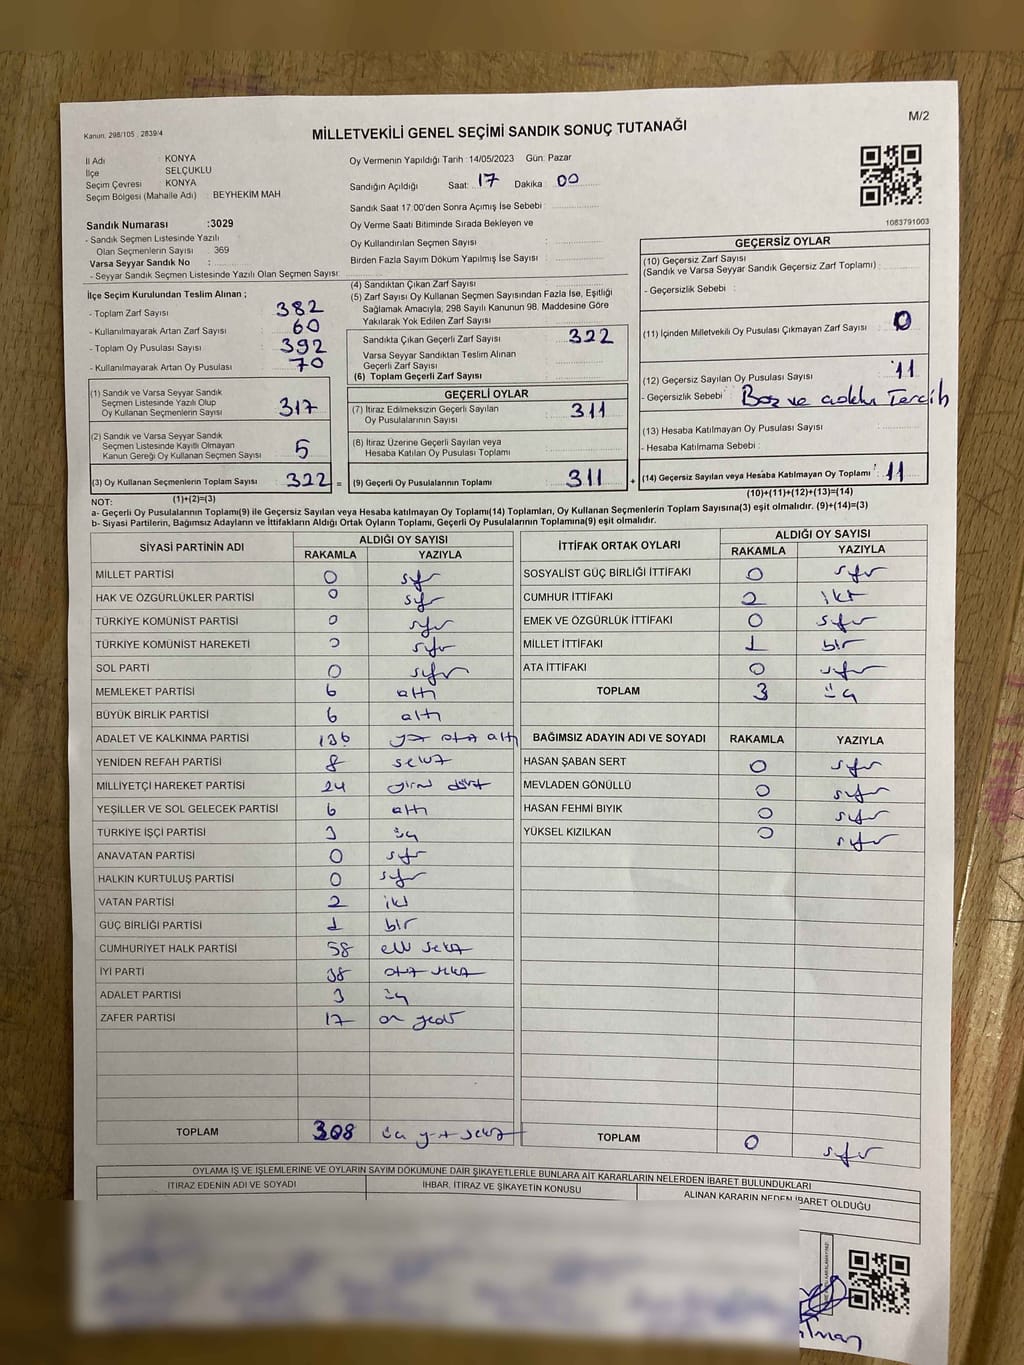 Kanun. 298/105 , 2839/4
MİLLETVEKİLİ GENEL SEÇİMİ SANDIK SONUÇ TUTANAĞI
M/2
İl Adı : KONYA
İlçe SELÇUKLU
Seçim Çevresi : KONYA
Seçim Bölgesi (Mahalle Adı) : BEYHEKİM MAH
Sandık Numarası :3029
- Sandık Seçmen Listesinde Yazılı
Olan Seçmenlerin Sayısı 369
Varsa Seyyar Sandık No :
- Seyyar Sandık Seçmen Listesinde Yazılı Olan Seçmen Sayısı:
Oy Vermenin Yapıldığı Tarih : 14/05/2023 Gün: Pazar
Sandığın Açıldığı Saat: 17 Dakika : 00
Sandık Saat 17:00'den Sonra Açımış İse Sebebi :
Oy Verme Saati Bitiminde Sırada Bekleyen ve
Oy Kullandırılan Seçmen Sayısı :
Birden Fazla Sayım Döküm Yapılmış İse Sayısı :
1083791003
İlçe Seçim Kurulundan Teslim Alınan ;
- Toplam Zarf Sayısı : 382
- Kullanılmayarak Artan Zarf Sayısı : 60
- Toplam Oy Pusulası Sayısı : 392
- Kullanılmayarak Artan Oy Pusulası : 70
(4) Sandıktan Çıkan Zarf Sayısı :
(5) Zarf Sayısı Oy Kullanan Seçmen Sayısından Fazla İse, Eşitliği
Sağlamak Amacıyla, 298 Sayılı Kanunun 98. Maddesine Göre
Yakılarak Yok Edilen Zarf Sayısı :
Sandıkta Çıkan Geçerli Zarf Sayısı : 322
Varsa Seyyar Sandıktan Teslim Alınan
Geçerli Zarf Sayısı :
(6) Toplam Geçerli Zarf Sayısı :
GEÇERSİZ OYLAR
(10) Geçersiz Zarf Sayısı
(Sandık ve Varsa Seyyar Sandık Geçersiz Zarf Toplamı) :
- Geçersizlik Sebebi :
(11) İçinden Milletvekili Oy Pusulası Çıkmayan Zarf Sayısı : 0
(12) Geçersiz Sayılan Oy Pusulası Sayısı : 11
- Geçersizlik Sebebi : Boş ve çoklu Tercih
(13) Hesaba Katılmayan Oy Pusulası Sayısı :
- Hesaba Katılmama Sebebi :
(14) Geçersiz Sayılan veya Hesaba Katılmayan Oy Toplamı : 11
(1) Sandık ve Varsa Seyyar Sandık
Seçmen Listesinde Yazılı Olup
Oy Kullanan Seçmenlerin Sayısı : 317
(2) Sandık ve Varsa Seyyar Sandık
Seçmen Listesinde Kayıtlı Olmayan
Kanun Gereği Oy Kullanan Seçmen Sayısı : 5
(3) Oy Kullanan Seçmenlerin Toplam Sayısı : 322 =
GEÇERLİ OYLAR
(7) İtiraz Edilmeksizin Geçerli Sayılan
Oy Pusulalarının Sayısı : 311
(8) İtiraz Üzerine Geçerli Sayılan veya
Hesaba Katılan Oy Pusulası Toplamı :
(9) Geçerli Oy Pusulalarının Toplamı : 311 +
NOT: (1)+(2)=(3)
(10)+(11)+(12)+(13)=(14)
a- Geçerli Oy Pusulaları Toplamı(9) ile Geçersiz Sayılan veya Hesaba katılmayan Oy Toplamı(14) Toplamları, Oy Kullanan Seçmenlerin Toplam Sayısına(3) eşit olmalıdır. (9)+(14)=(3)
b- Siyasi Partilerin, Bağımsız Adayların ve İttifakların Aldığı Ortak Oyların Toplamı, Geçerli Oy Pusulalarının Toplamına(9) eşit olmalıdır.
SİYASİ PARTİNİN ADI ALDIĞI OY SAYISI
RAKAMLA YAZIYLA
MİLLET PARTİSİ 0 sıfır
HAK VE ÖZGÜRLÜKLER PARTİSİ 0 sıfır
TÜRKİYE KOMÜNİST PARTİSİ 0 sıfır
TÜRKİYE KOMÜNİST HAREKETİ 0 sıfır
SOL PARTİ 0 sıfır
MEMLEKET PARTİSİ 6 altı
BÜYÜK BİRLİK PARTİSİ 6 altı
ADALET VE KALKINMA PARTİSİ 136 yüz otuz altı
YENİDEN REFAH PARTİSİ 8 sekiz
MİLLİYETÇİ HAREKET PARTİSİ 24 yirmi dört
YEŞİLLER VE SOL GELECEK PARTİSİ 6 altı
TÜRKİYE İŞÇİ PARTİSİ 3 üç
ANAVATAN PARTİSİ 0 sıfır
HALKIN KURTULUŞ PARTİSİ 0 sıfır
VATAN PARTİSİ 2 iki
GÜÇ BİRLİĞİ PARTİSİ 1 bir
CUMHURİYET HALK PARTİSİ 58 elli sekiz
İYİ PARTİ 38 otuz sekiz
ADALET PARTİSİ 3 üç
ZAFER PARTİSİ 17 on yedi
TOPLAM 308 üç yüz sekiz
İTTİFAK ORTAK OYLARI ALDIĞI OY SAYISI
RAKAMLA YAZIYLA
SOSYALİST GÜÇ BİRLİĞİ İTTİFAKI 0 sıfır
CUMHUR İTTİFAKI 2 iki
EMEK VE ÖZGÜRLÜK İTTİFAKI 0 sıfır
MİLLET İTTİFAKI 1 bir
ATA İTTİFAKI 0 sıfır
TOPLAM 3 üç
BAĞIMSIZ ADAYIN ADI VE SOYADI RAKAMLA YAZIYLA
HASAN ŞABAN SERT 0 sıfır
MEVLADEN GÖNÜLLÜ 0 sıfır
HASAN FEHMİ BIYIK 0 sıfır
YÜKSEL KIZILKAN 0 sıfır
TOPLAM 0 sıfır
OYLAMA İŞ VE İŞLEMLERİNE VE OYLARIN SAYIM DÖKÜMÜNE DAİR ŞİKAYETLERLE BUNLARA AİT KARARLARIN NELERDEN İBARET BULUNDUKLARI
İTİRAZ EDENİN ADI VE SOYADI İHBAR, İTİRAZ VE ŞİKAYETİN KONUSU ALINAN KARARIN NEDEN İBARET OLDUĞU